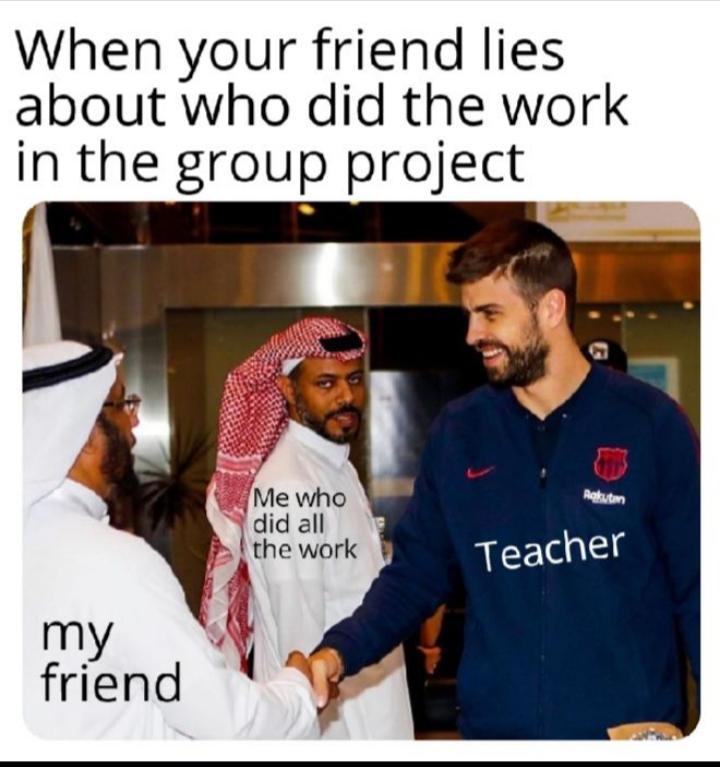 When your friend lies
about who did the work
in the group project
Me who
did all
the work
Teacher
my
friend
Rakuten